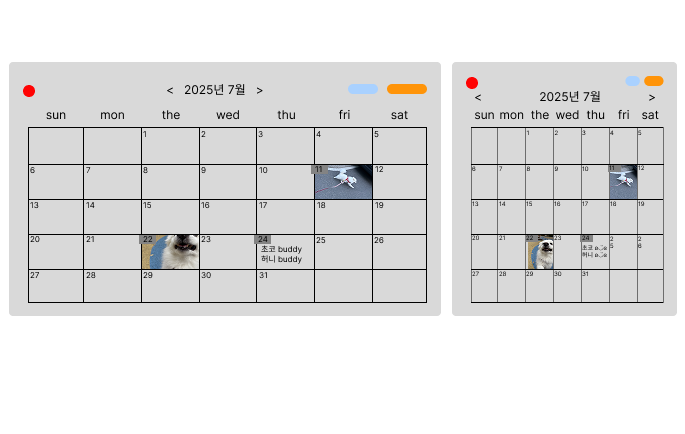 < 2025년 7월 >
sun mon the wed thu fri sat
1 2 3 4 5
6 7 8 9 10 11 12
13 14 15 16 17 18 19
20 21 22 23 24 25 26
초코 buddy
허니 buddy
27 28 29 30 31
< 2025년 7월 >
sun mon the wed thu fri sat
1 2 3 4 5
6 7 8 9 10 11 12
13 14 15 16 17 18 19
20 21 22 23 24 2 2
5 6
초코
허니
27 28 29 30 31